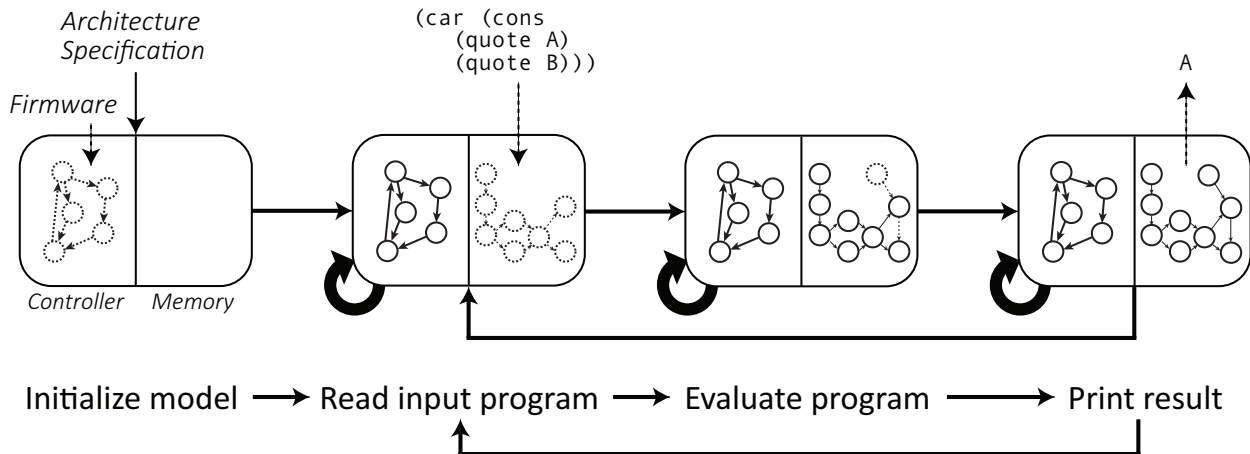 Architecture
Specification
Firmware
(car (cons
(quote A)
(quote B)))
A
Controller
Memory
Initialize model
Read input program
Evaluate program
Print result